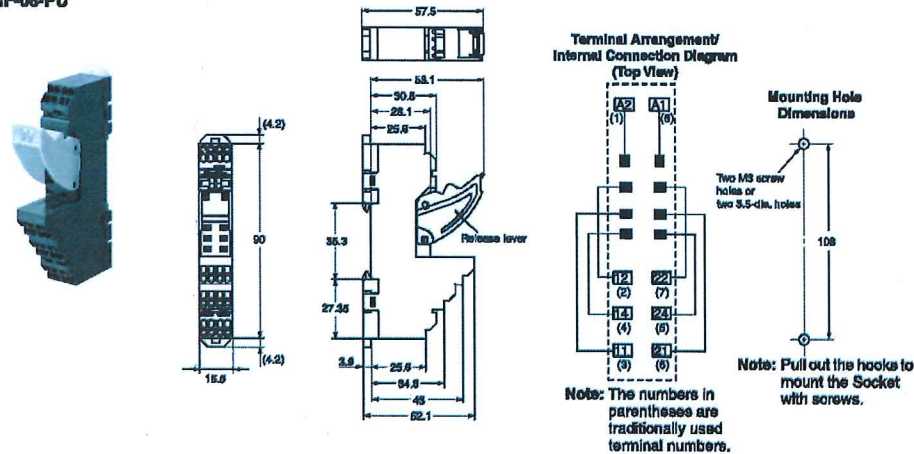 57.5
Terminal Arrangement/
Internal Connection Diagram
(Top View)
A2 A1
(1) (8)
Mounting Hole
Dimensions
Two M3 screw
holes or
two 3.5-dia. holes
108
(4.2)
90
(4.2)
15.5
53.1
30.6
28.1
25.6
35.3
27.35
Release lever
3.9
25.6
34.8
45
62.1
12 22
(2) (7)
14 24
(4) (5)
11 21
(3) (6)
Note: The numbers in
parentheses are
traditionally used
terminal numbers.
Note: Pull out the hooks to
mount the Socket
with screws.